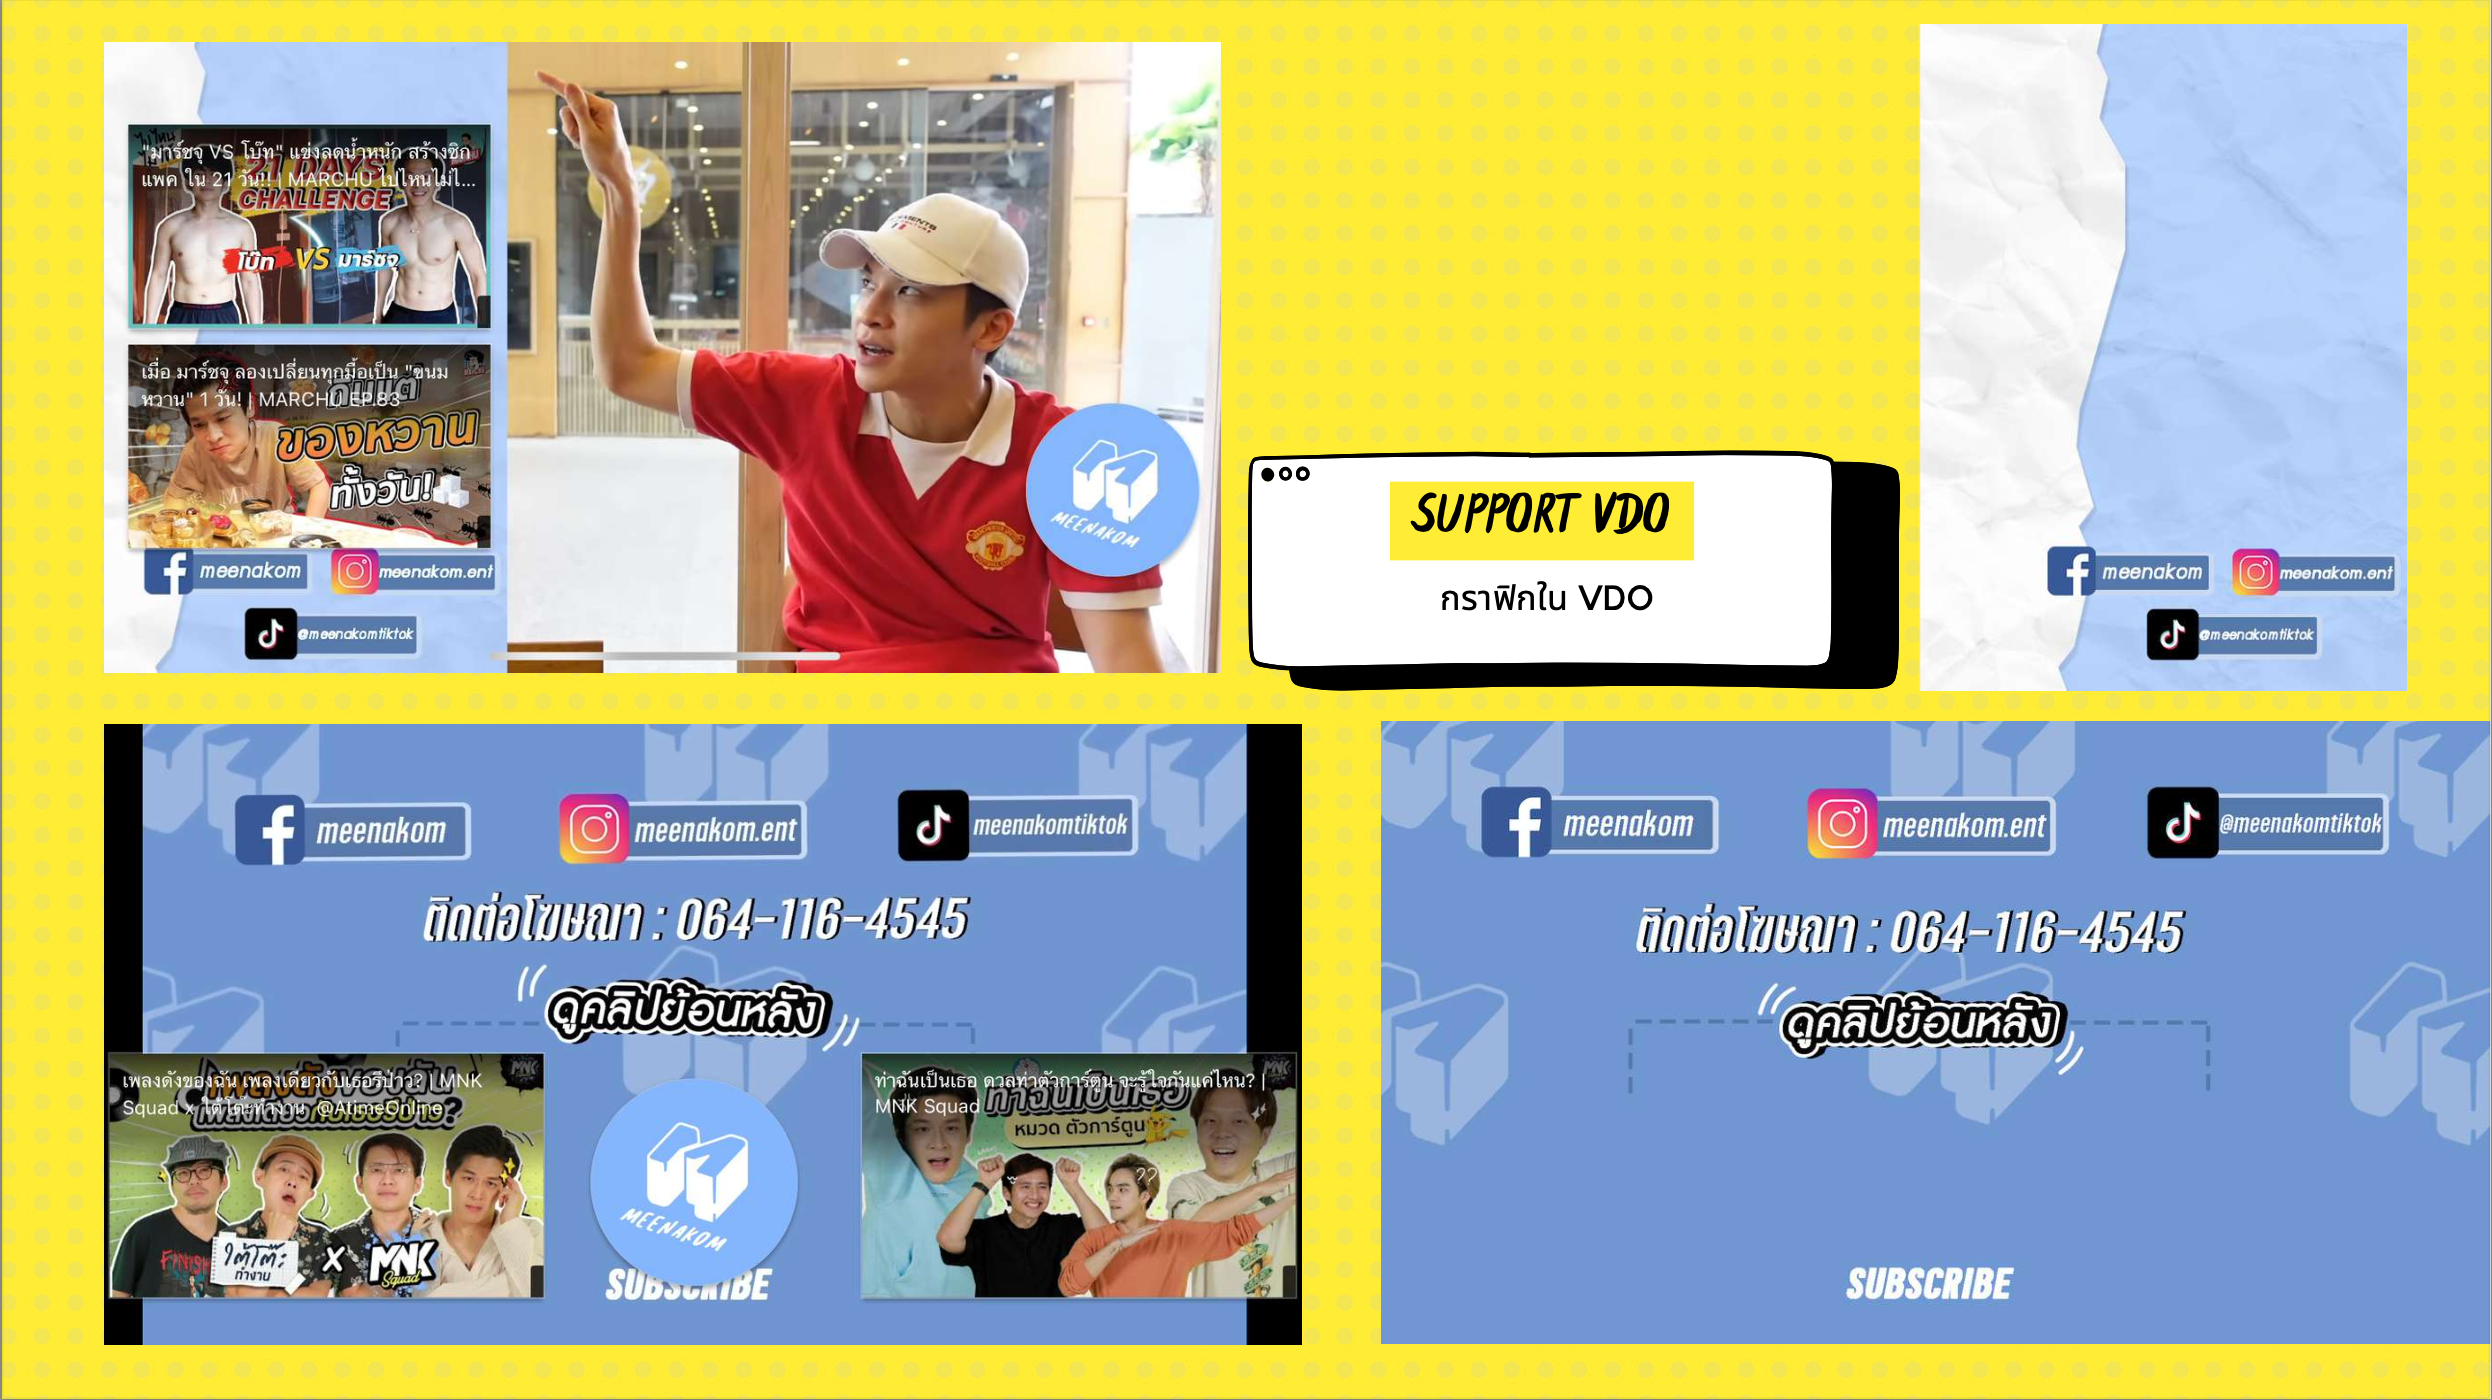 "มาร์ชจุ VS โบ๊ท" แข่งลดน้ำหนัก สร้างซิก
แพค ใน 21 วัน!! | MARCHU ไปไหนไม่ไ...
21 DAYS
CHALLENGE
โบ๊ท VS มาร์ชจุ
เมื่อ มาร์ชจุ ลองเปลี่ยนทุกมื้อเป็น "ขนม
หวาน" 1 วัน! | MARCHU EP.83
กินแต่
ของหวาน
ทั้งวัน!
meenakom
meenakom.ent
@meenakomtiktok
MEENAKOM
SUPPORT VDO
กราฟิกใน VDO
meenakom
meenakom.ent
@meenakomtiktok
meenakom
meenakom.ent
meenakomtiktok
ติดต่อโฆษณา : 064-116-4545
ดูคลิปย้อนหลัง
เพลงดังของฉัน เพลงเดียวกับเธอรึป่าว? | MNK
Squad x ใต้โต๊ะทำงาน @AtimeOnline
ใต้โต๊ะ
ทำงาน
X
MNK
Squad
MEENAKOM
SUBSCRIBE
ท่าฉันเป็นเธอ ดวลท่าตัวการ์ตูน จะรู้ใจกันแค่ไหน? |
MNK Squad
ท่าฉันเป็นเธอ
หมวด ตัวการ์ตูน
??
meenakom
meenakom.ent
@meenakomtiktok
ติดต่อโฆษณา : 064-116-4545
ดูคลิปย้อนหลัง
SUBSCRIBE